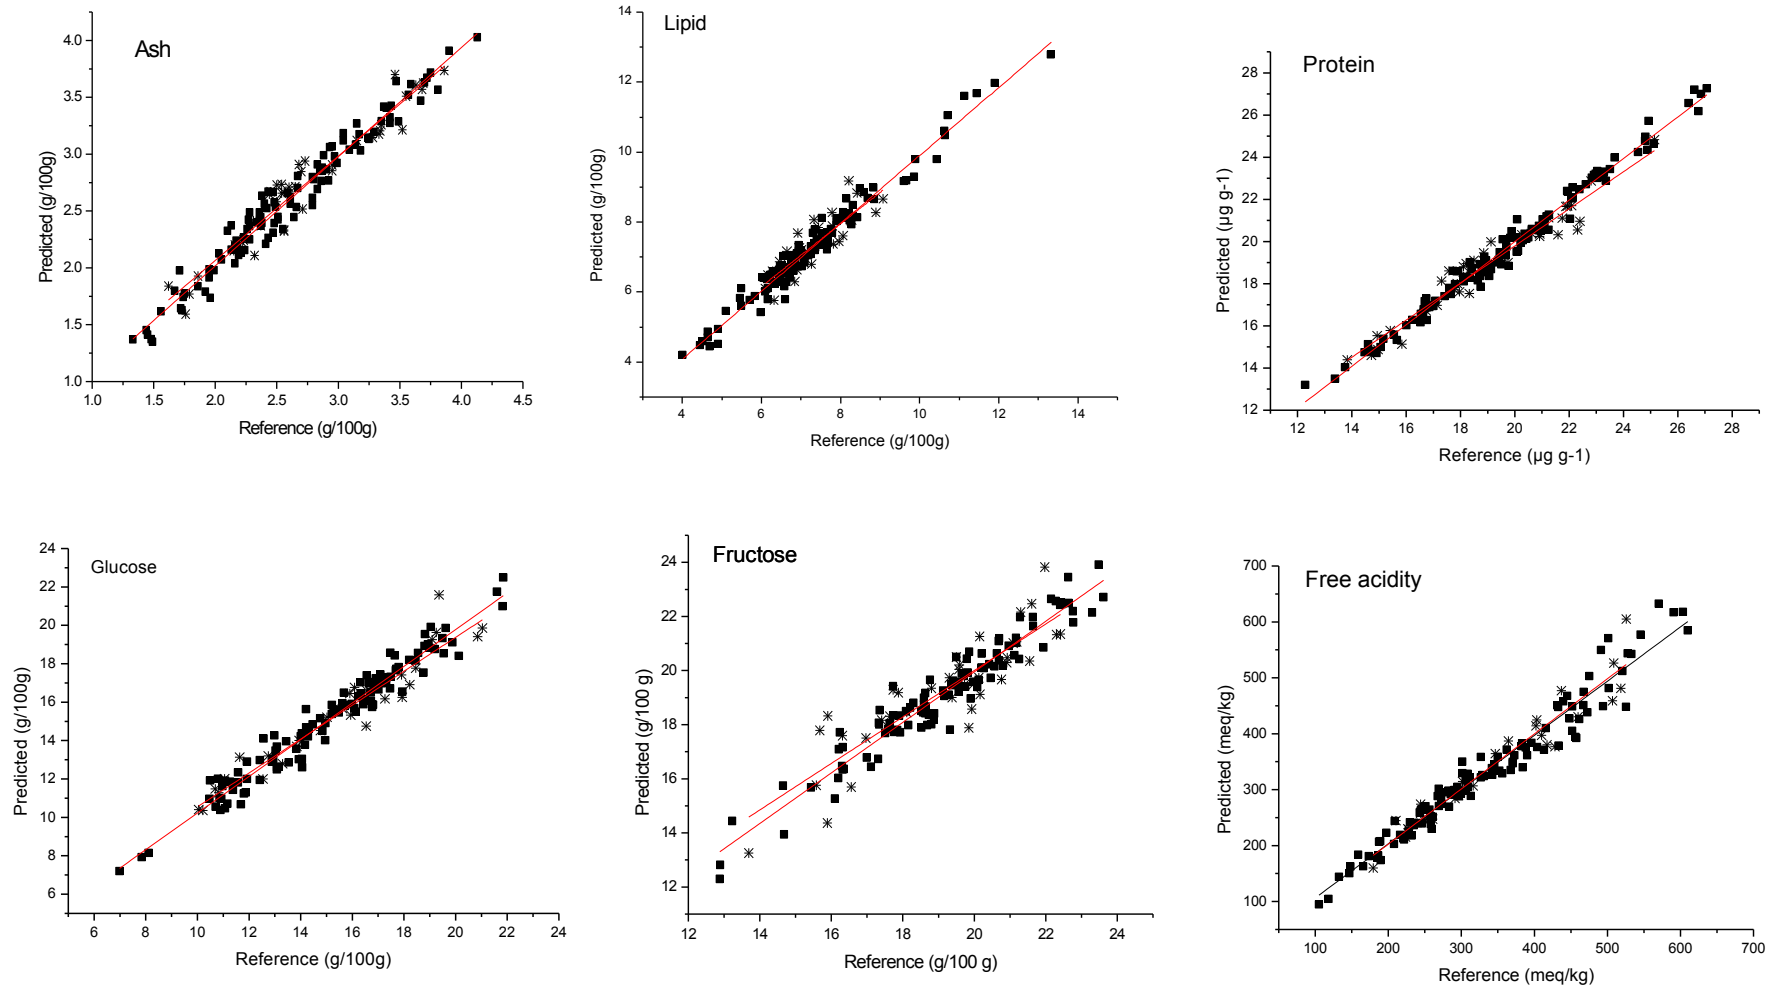 Ash
4.0
3.5
3.0
2.5
2.0
1.5
1.0
Predicted (g/100g)
1.0 1.5 2.0 2.5 3.0 3.5 4.0 4.5
Reference (g/100g)
Lipid
14
12
10
8
6
4
Predicted (g/100g)
4 6 8 10 12 14
Reference (g/100g)
Protein
28
26
24
22
20
18
16
14
12
Predicted (µg g-1)
12 14 16 18 20 22 24 26 28
Reference (µg g-1)
Glucose
24
22
20
18
16
14
12
10
8
6
Predicted (g/100g)
6 8 10 12 14 16 18 20 22 24
Reference (g/100g)
Fructose
24
22
20
18
16
14
12
Predicted (g/100 g)
12 14 16 18 20 22 24
Reference (g/100 g)
Free acidity
700
600
500
400
300
200
100
Predicted (meq/kg)
100 200 300 400 500 600 700
Reference (meq/kg)